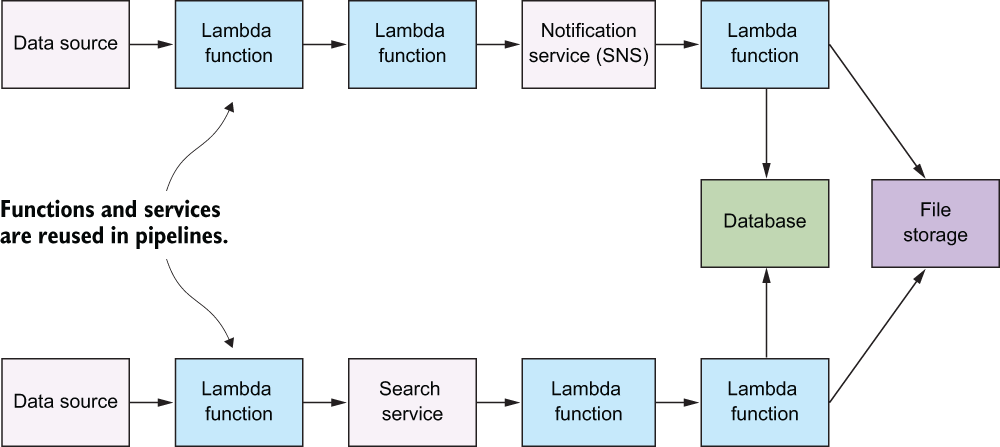 Data source
Lambda
function
Lambda
function
Notification
service (SNS)
Lambda
function
Functions and services
are reused in pipelines.
Database
File
storage
Data source
Lambda
function
Search
service
Lambda
function
Lambda
function